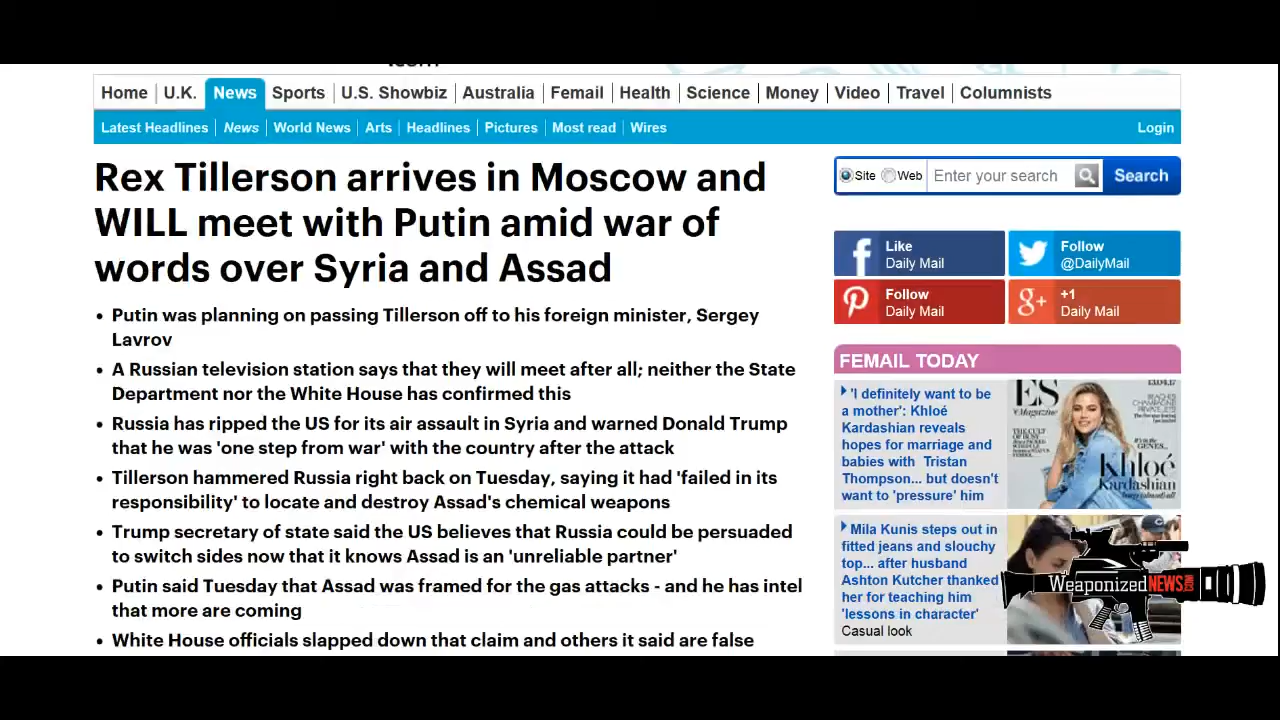 .com
Home U.K. News Sports U.S. Showbiz Australia Femail Health Science Money Video Travel Columnists
Latest Headlines News World News Arts Headlines Pictures Most read Wires Login
Rex Tillerson arrives in Moscow and
WILL meet with Putin amid war of
words over Syria and Assad
• Putin was planning on passing Tillerson off to his foreign minister, Sergey
Lavrov
• A Russian television station says that they will meet after all; neither the State
Department nor the White House has confirmed this
• Russia has ripped the US for its air assault in Syria and warned Donald Trump
that he was 'one step from war' with the country after the attack
• Tillerson hammered Russia right back on Tuesday, saying it had 'failed in its
responsibility' to locate and destroy Assad's chemical weapons
• Trump secretary of state said the US believes that Russia could be persuaded
to switch sides now that it knows Assad is an 'unreliable partner'
• Putin said Tuesday that Assad was framed for the gas attacks - and he has intel
that more are coming
• White House officials slapped down that claim and others it said are false
Site Web Enter your search Search
Like
Daily Mail
Follow
@DailyMail
Follow
Daily Mail
+1
Daily Mail
FEMAIL TODAY
'I definitely want to be
a mother': Khloé
Kardashian reveals
hopes for marriage and
babies with Tristan
Thompson... but doesn't
want to 'pressure' him
ES
Magazine
13.04.17
Khloé
Kardashian
Mila Kunis steps out in
fitted jeans and slouchy
top... after husband
Ashton Kutcher thanked
her for teaching him
'lessons in character'
Casual look
WeaponizedNEWS.com